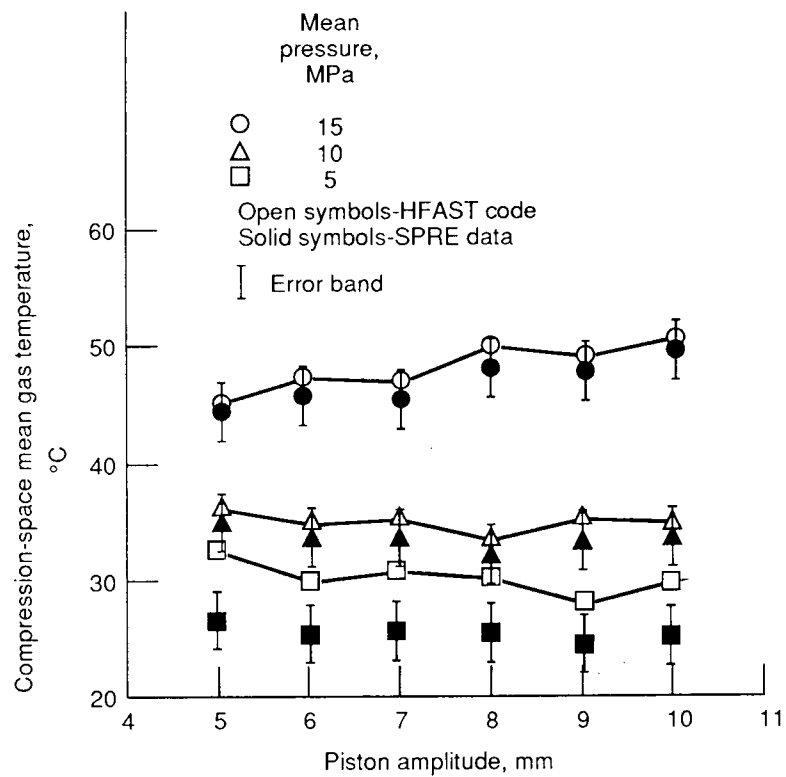 Mean
pressure,
MPa
15
10
5
Open symbols-HFAST code
Solid symbols-SPRE data
Error band
Compression-space mean gas temperature,
°C
60
50
40
30
20
4 5 6 7 8 9 10 11
Piston amplitude, mm